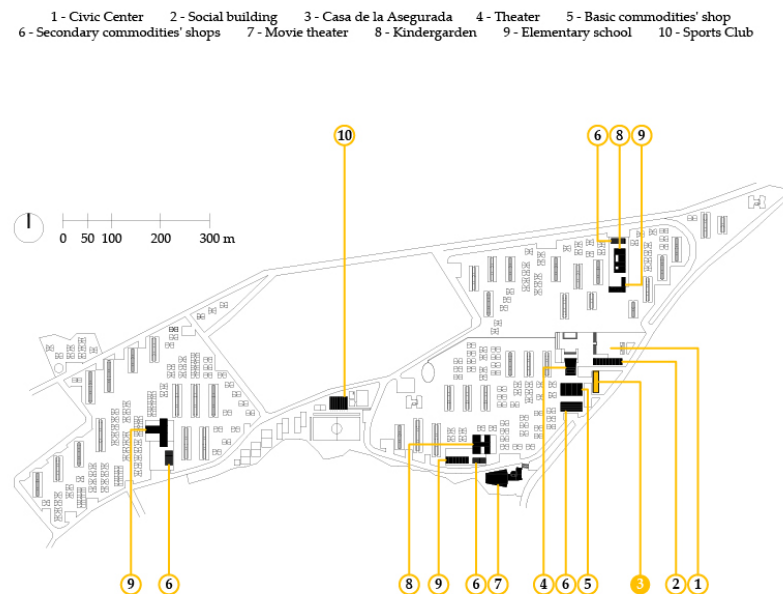 1 - Civic Center 2 - Social building 3 - Casa de la Asegurada 4 - Theater 5 - Basic commodities' shop
6 - Secondary commodities' shops 7 - Movie theater 8 - Kindergarden 9 - Elementary school 10 - Sports Club
10 6 8 9
0 50 100 200 300 m
9 6 8 9 6 7 4 6 5 3 2 1